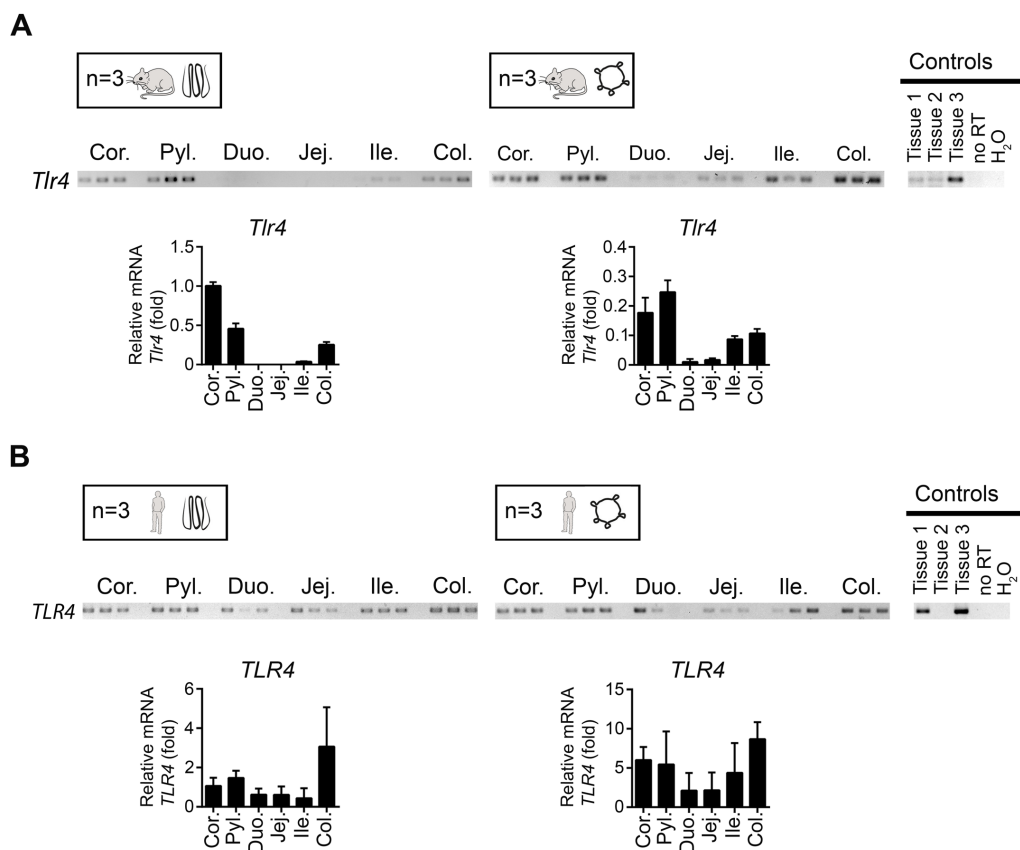 A
n=3
n=3
Controls
Tissue 1
Tissue 2
Tissue 3
no RT
H₂O
Cor. Pyl. Duo. Jej. Ile. Col.
Cor. Pyl. Duo. Jej. Ile. Col.
Tlr4
Tlr4
Relative mRNA
Tlr4 (fold)
1.5
1.0
0.5
0
Cor. Pyl. Duo. Jej. Ile. Col.
Tlr4
Relative mRNA
Tlr4 (fold)
0.4
0.3
0.2
0.1
0
Cor. Pyl. Duo. Jej. Ile. Col.
B
n=3
n=3
Controls
Tissue 1
Tissue 2
Tissue 3
no RT
H₂O
Cor. Pyl. Duo. Jej. Ile. Col.
Cor. Pyl. Duo. Jej. Ile. Col.
TLR4
TLR4
Relative mRNA
TLR4 (fold)
6
4
2
0
Cor. Pyl. Duo. Jej. Ile. Col.
TLR4
Relative mRNA
TLR4 (fold)
15
10
5
0
Cor. Pyl. Duo. Jej. Ile. Col.